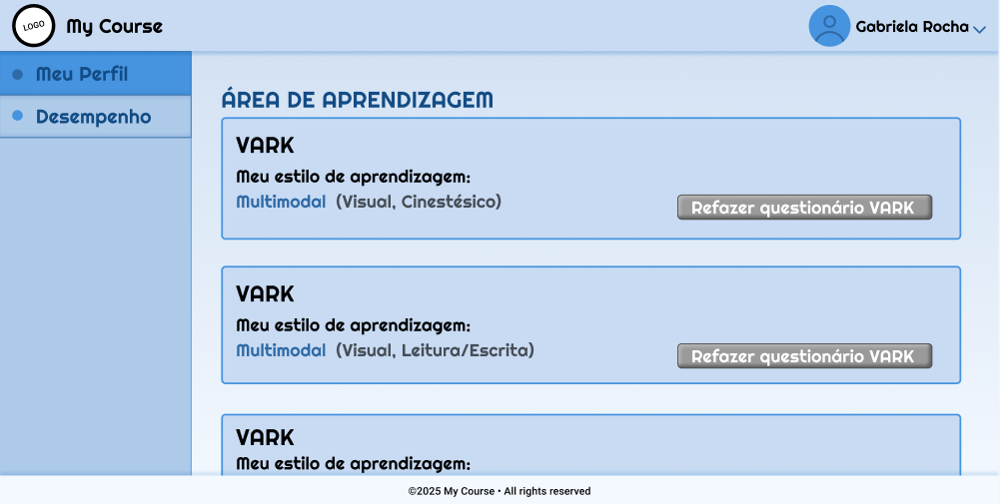 LOGO
My Course
Gabriela Rocha
Meu Perfil
Desempenho
ÁREA DE APRENDIZAGEM
VARK
Meu estilo de aprendizagem:
Multimodal (Visual, Cinestésico)
Refazer questionário VARK
VARK
Meu estilo de aprendizagem:
Multimodal (Visual, Leitura/Escrita)
Refazer questionário VARK
VARK
Meu estilo de aprendizagem:
©2025 My Course • All rights reserved